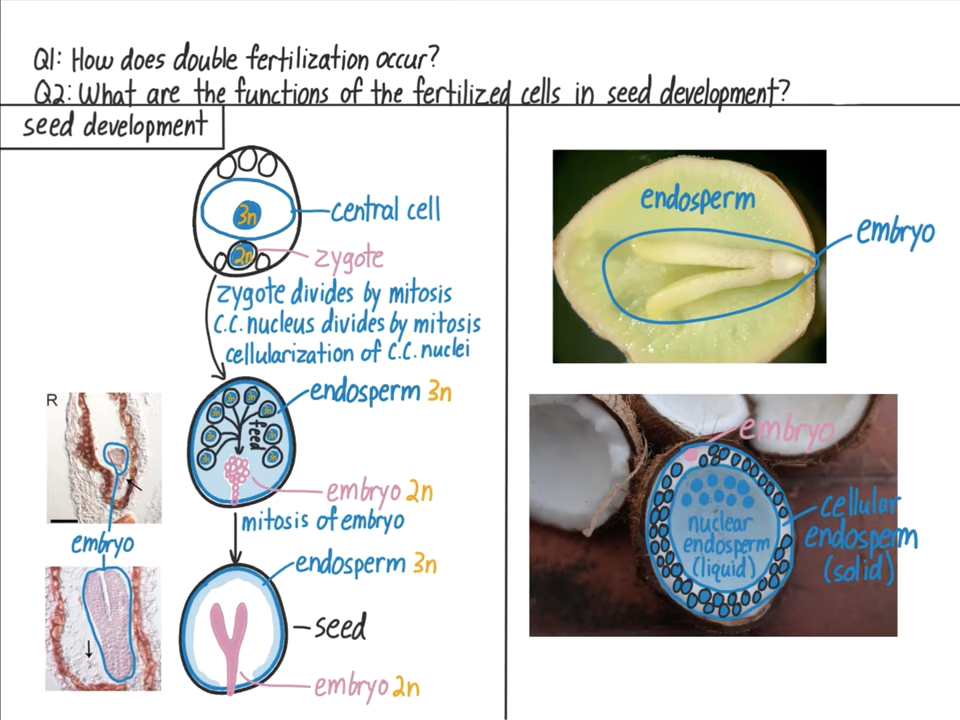 Q1: How does double fertilization occur?
Q2: What are the functions of the fertilized cells in seed development?
seed development
3n
central cell
2n
zygote
zygote divides by mitosis
C.C. nucleus divides by mitosis
cellularization of C.C. nuclei
endosperm 3n
feed
embryo 2n
mitosis of embryo
endosperm 3n
seed
embryo 2n
R
embryo
endosperm
embryo
embryo
nuclear
endosperm
(liquid)
cellular
endosperm
(solid)